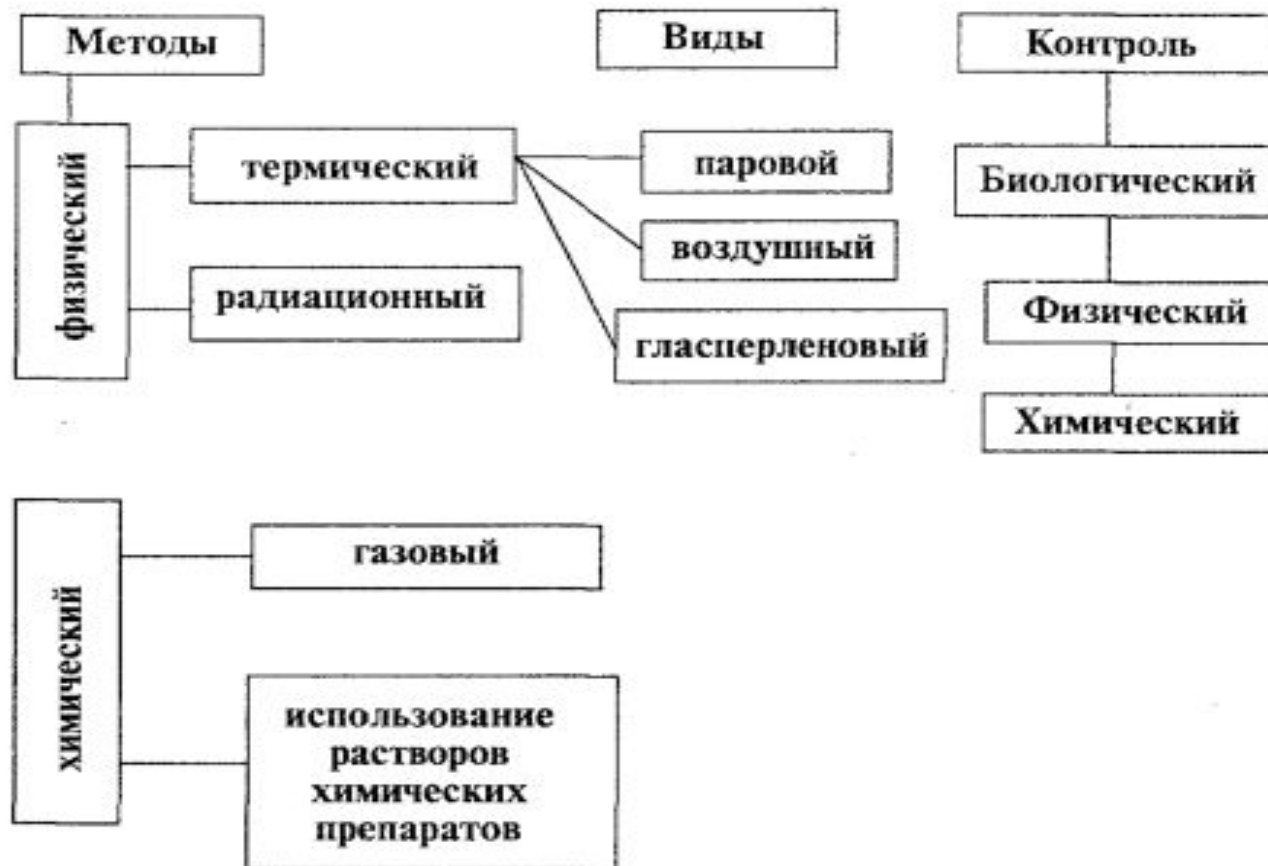 Методы
Виды
Контроль
физический
термический
паровой
Биологический
воздушный
радиационный
Физический
гласперленовый
Химический
химический
газовый
использование
растворов
химических
препаратов